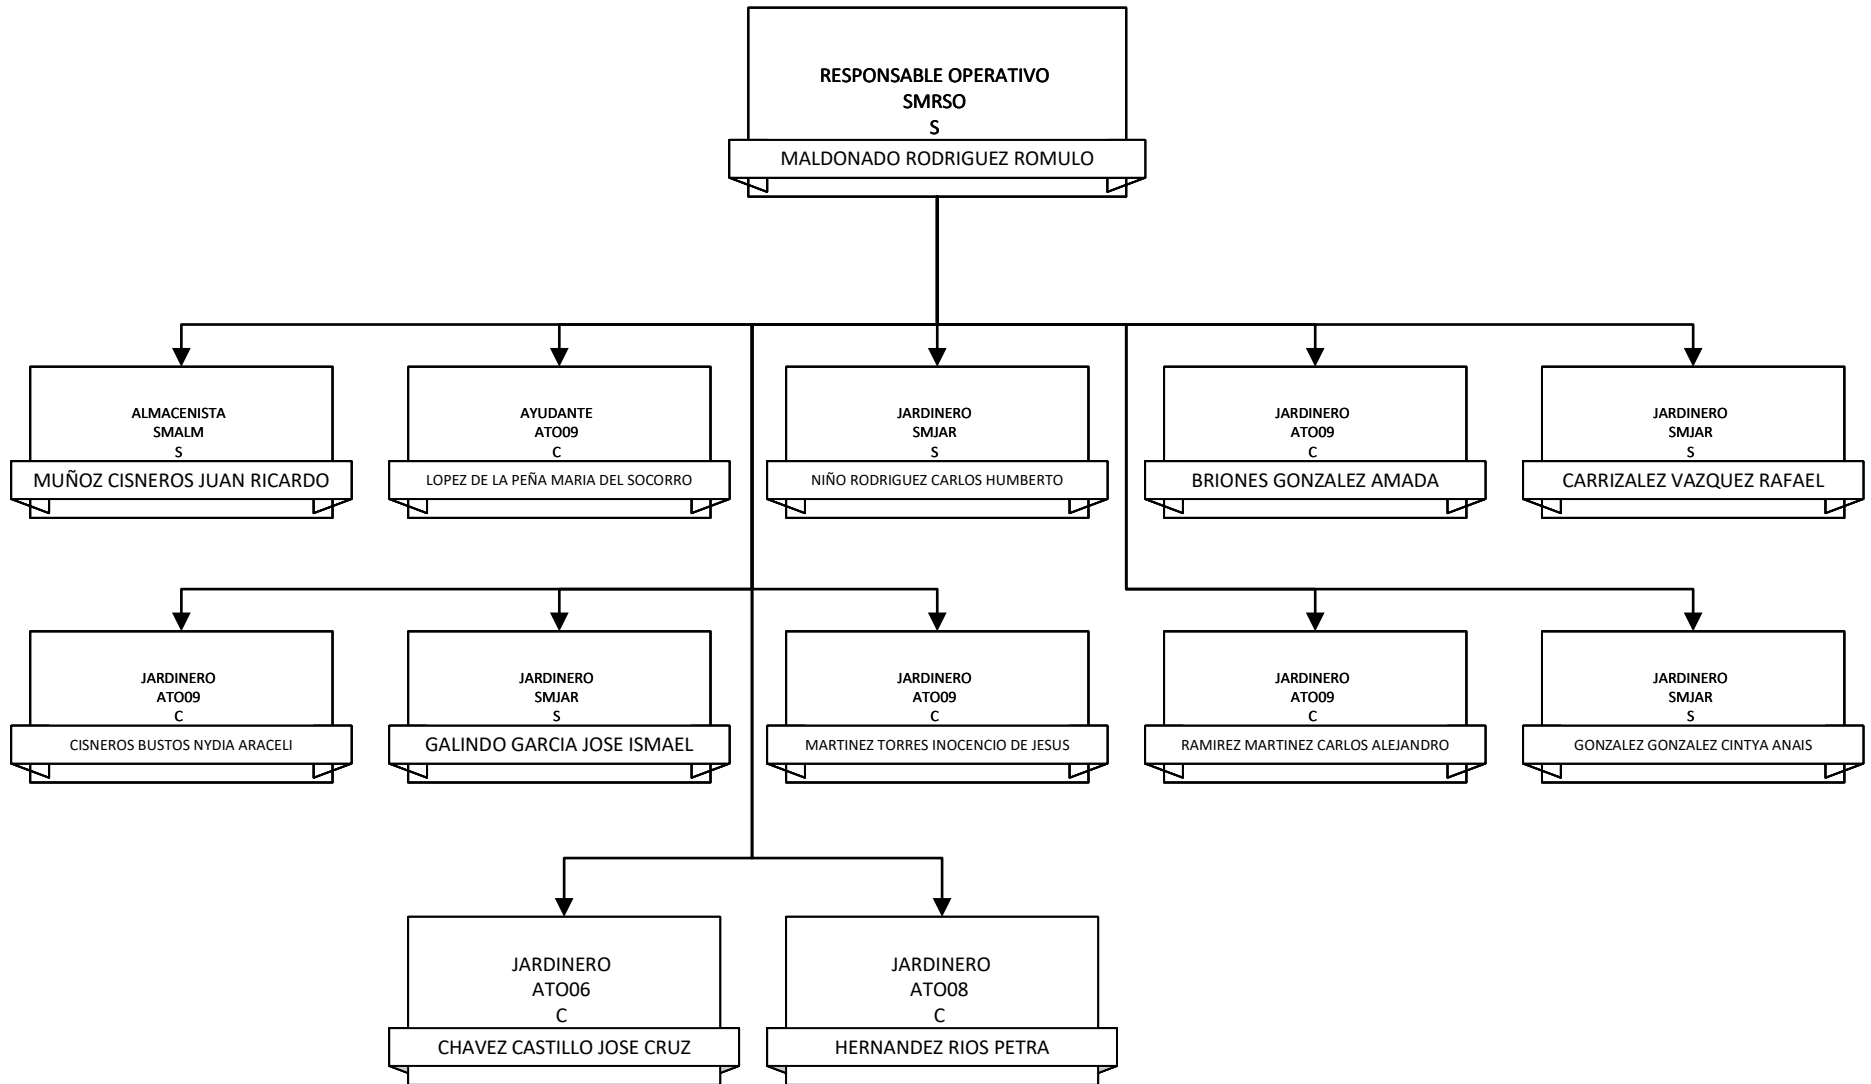 RESPONSABLE OPERATIVO
SMRSO
S
MALDONADO RODRIGUEZ ROMULO
ALMACENISTA
SMALM
S
MUÑOZ CISNEROS JUAN RICARDO
AYUDANTE
ATO09
C
LOPEZ DE LA PEÑA MARIA DEL SOCORRO
JARDINERO
SMJAR
S
NIÑO RODRIGUEZ CARLOS HUMBERTO
JARDINERO
ATO09
C
BRIONES GONZALEZ AMADA
JARDINERO
SMJAR
S
CARRIZALEZ VAZQUEZ RAFAEL
JARDINERO
ATO09
C
CISNEROS BUSTOS NYDIA ARACELI
JARDINERO
SMJAR
S
GALINDO GARCIA JOSE ISMAEL
JARDINERO
ATO09
C
MARTINEZ TORRES INOCENCIO DE JESUS
JARDINERO
ATO09
C
RAMIREZ MARTINEZ CARLOS ALEJANDRO
JARDINERO
SMJAR
S
GONZALEZ GONZALEZ CINTYA ANAIS
JARDINERO
ATO06
C
CHAVEZ CASTILLO JOSE CRUZ
JARDINERO
ATO08
C
HERNANDEZ RIOS PETRA